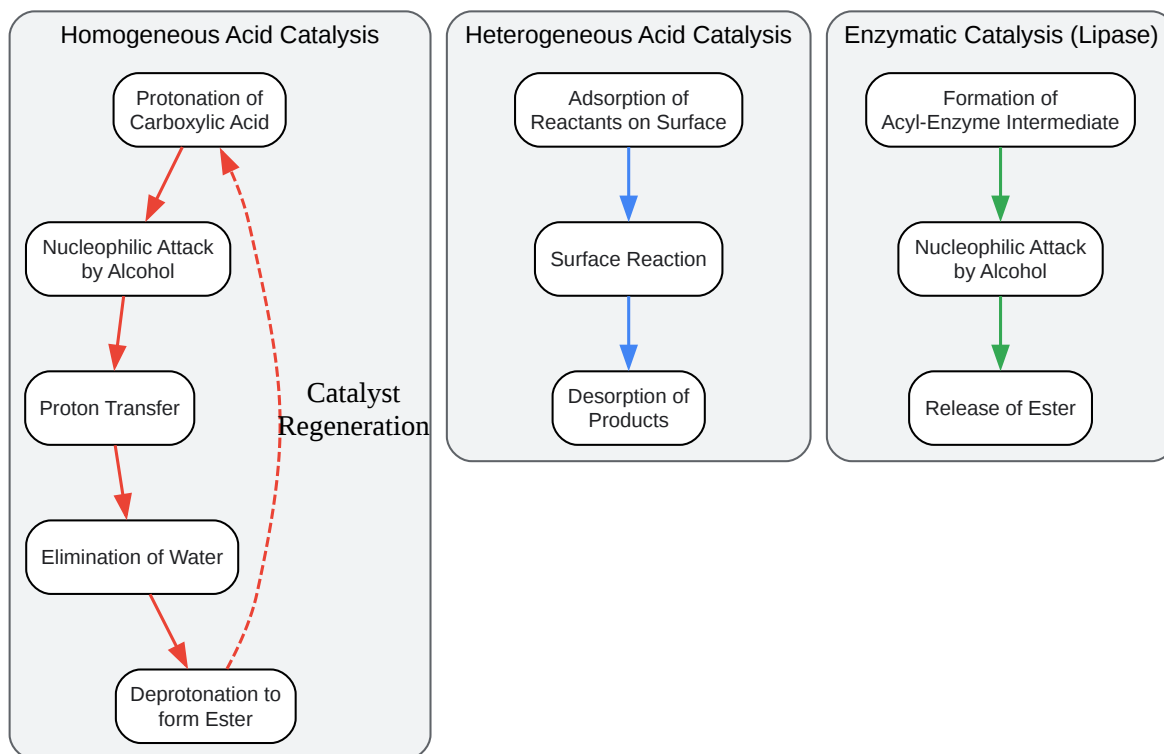 Homogeneous Acid Catalysis
Protonation of
Carboxylic Acid
Nucleophilic Attack
by Alcohol
Proton Transfer
Catalyst
Regeneration
Elimination of Water
Deprotonation to
form Ester
Heterogeneous Acid Catalysis
Adsorption of
Reactants on Surface
Surface Reaction
Desorption of
Products
Enzymatic Catalysis (Lipase)
Formation of
Acyl-Enzyme Intermediate
Nucleophilic Attack
by Alcohol
Release of Ester